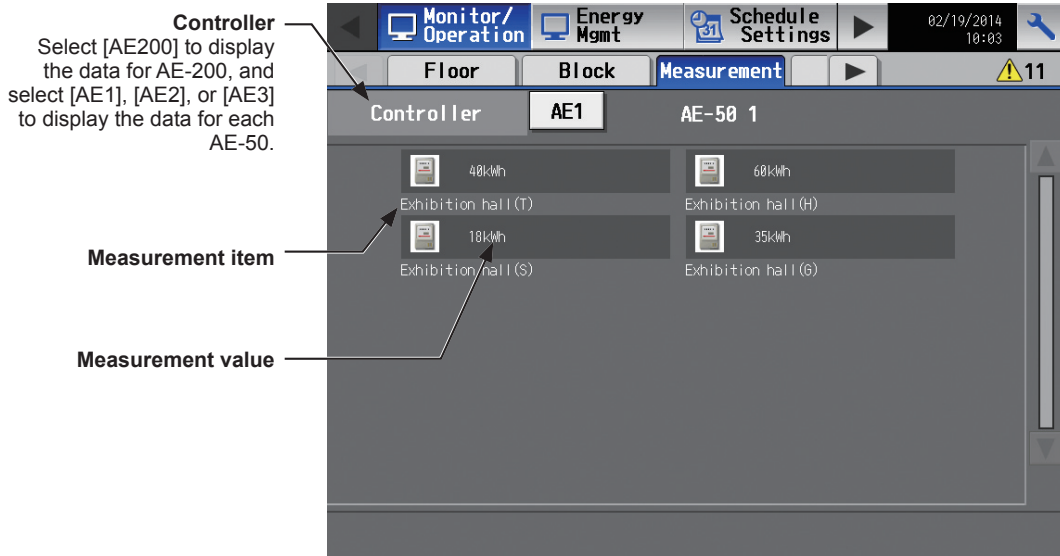 Controller
Select [AE200] to display
the data for AE-200, and
select [AE1], [AE2], or [AE3]
to display the data for each
AE-50.
Measurement item
Measurement value
Monitor/
Operation
Energy
Mgmt
31
Schedule
Settings
02/19/2014
10:03
Floor
Block
Measurement
11
Controller
AE1
AE-50 1
40kWh
60kWh
Exhibition hall(T)
Exhibition hall(H)
18kWh
35kWh
Exhibition hall(S)
Exhibition hall(G)